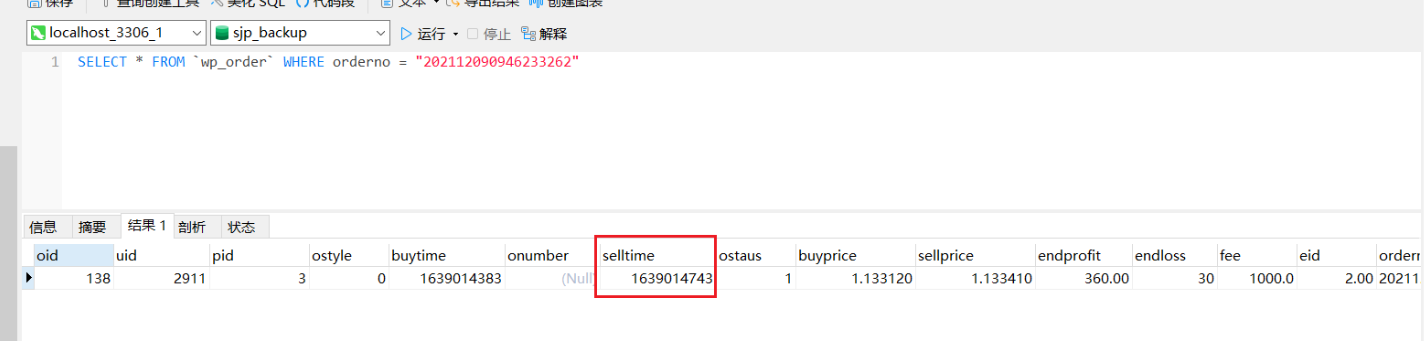 保存 查询创建工具 美化 SQL 代码段 文本 导出结果 创建图表
localhost_3306_1 sjp_backup 运行 停止 解释
1 SELECT * FROM `wp_order` WHERE orderno = "202112090946233262"
信息 摘要 结果 1 剖析 状态
oid uid pid ostyle buytime onumber selltime ostaus buyprice sellprice endprofit endloss fee eid
138 2911 3 0 1639014383 (Null 1639014743 1 1.133120 1.133410 360.00 30 1000.0 2.00 20211